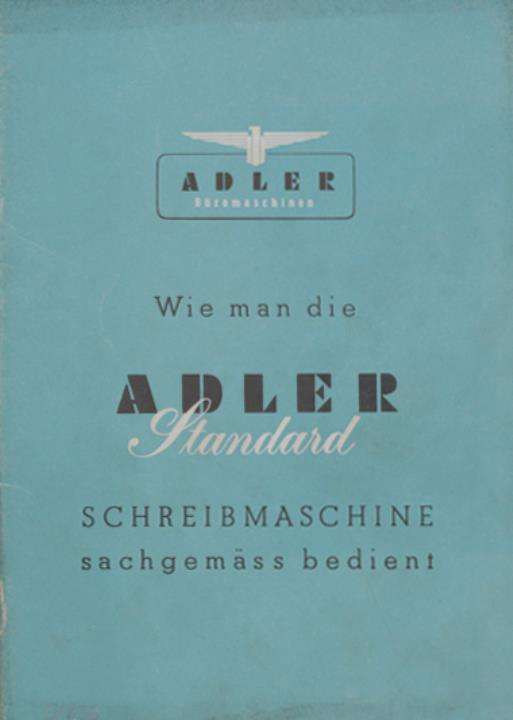 ADLER
Büromaschinen
Wie man die
ADLER
Standard
SCHREIBMASCHINE
sachgemäss bedient